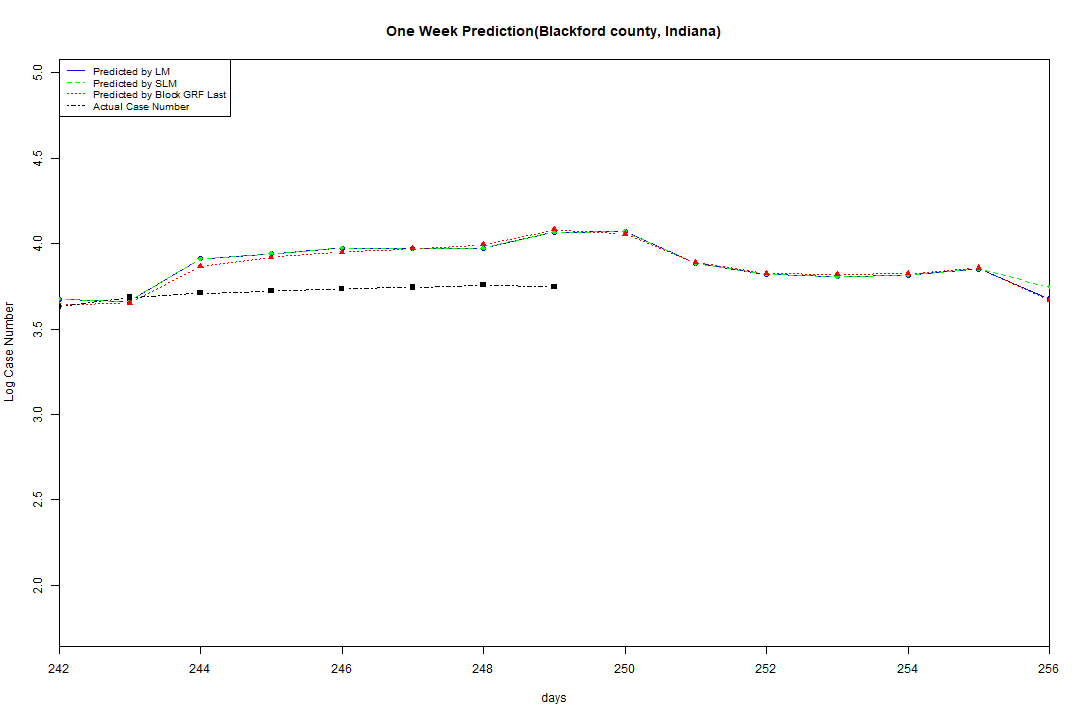 One Week Prediction(Blackford county, Indiana)
Predicted by LM
Predicted by SLM
Predicted by Block GRF Last
Actual Case Number
5.0
4.5
4.0
3.5
3.0
2.5
2.0
Log Case Number
242 244 246 248 250 252 254 256
days